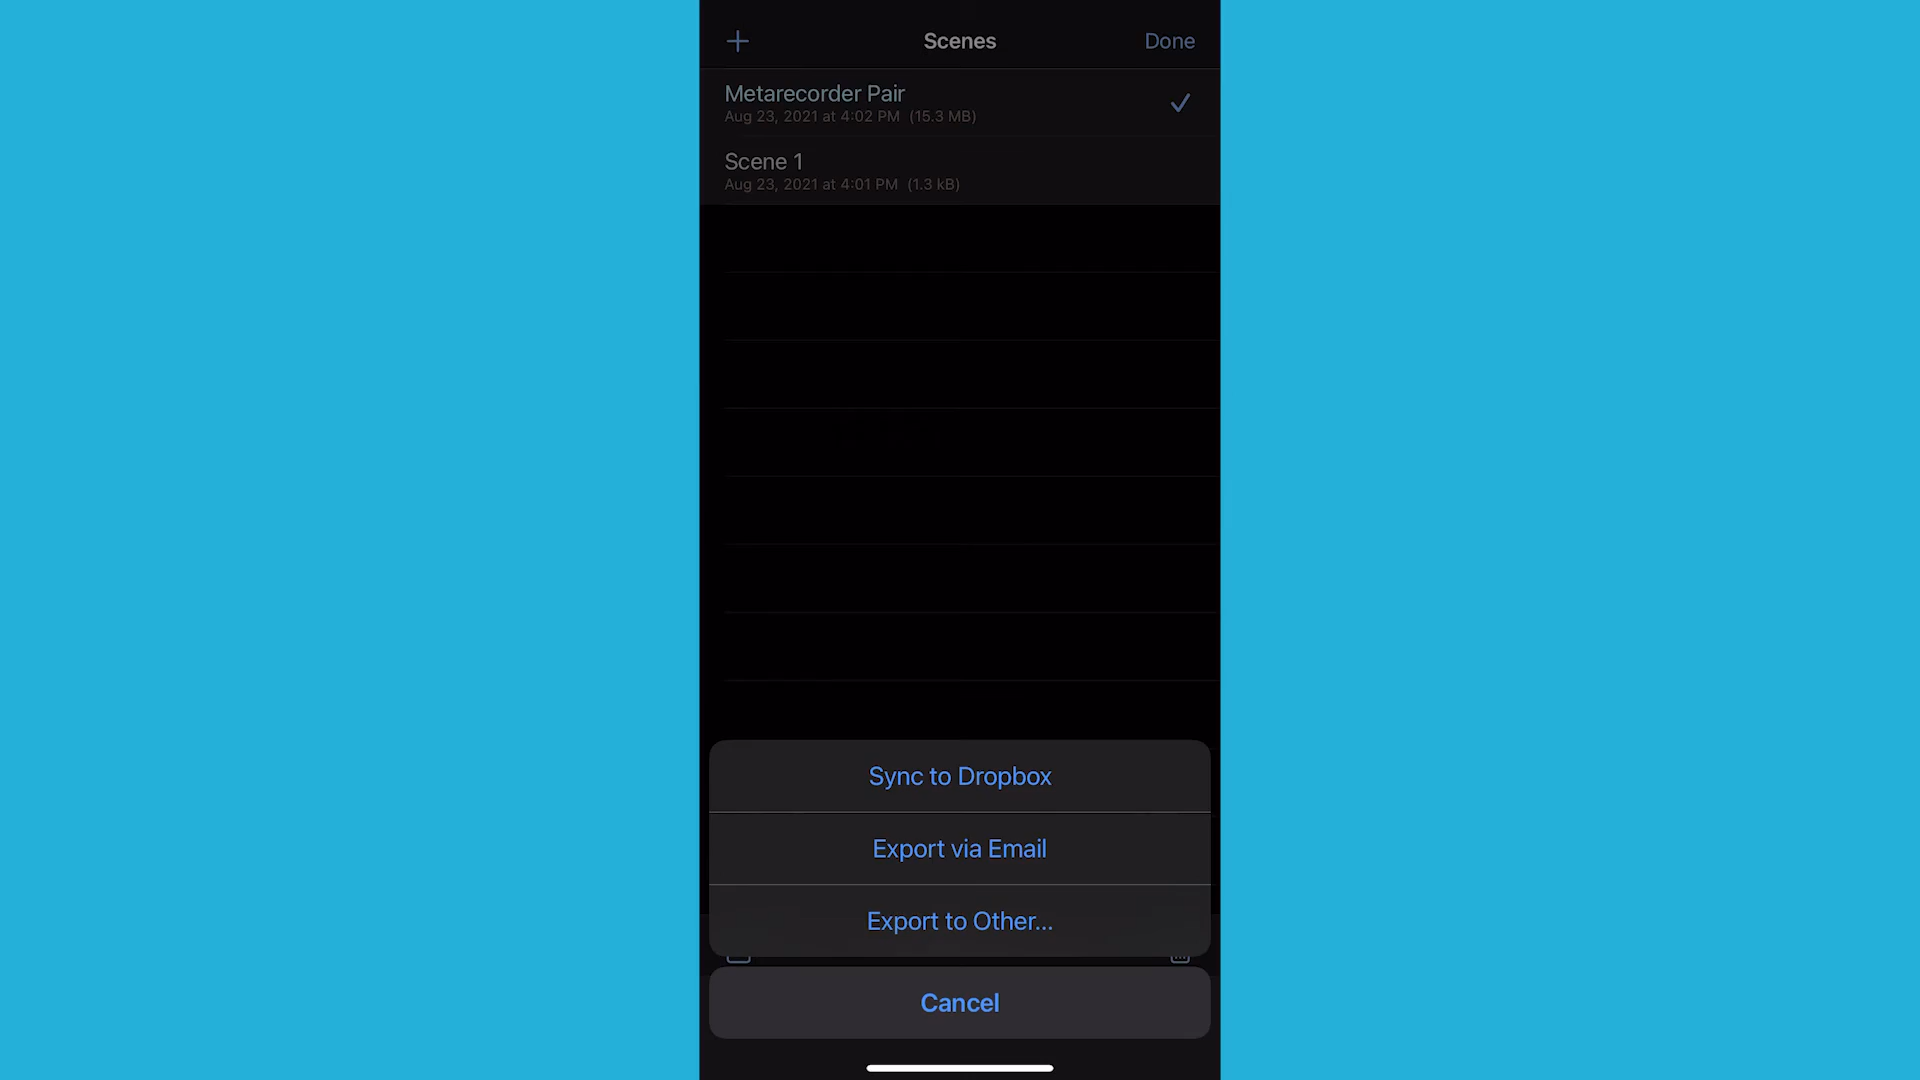 Scenes
Done
Metarecorder Pair
Aug 23, 2021 at 4:02 PM (15.3 MB)
Scene 1
Aug 23, 2021 at 4:01 PM (1.3 kB)
Sync to Dropbox
Export via Email
Export to Other...
Cancel